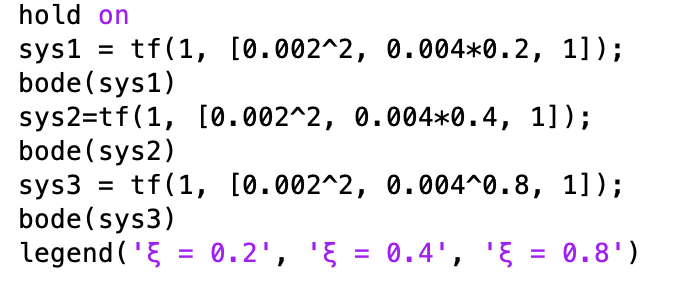 hold on
sys1 = tf(1, [0.002^2, 0.004*0.2, 1]);
bode(sys1)
sys2=tf(1, [0.002^2, 0.004*0.4, 1]);
bode(sys2)
sys3 = tf(1, [0.002^2, 0.004^0.8, 1]);
bode(sys3)
legend('ξ = 0.2', 'ξ = 0.4', 'ξ = 0.8')